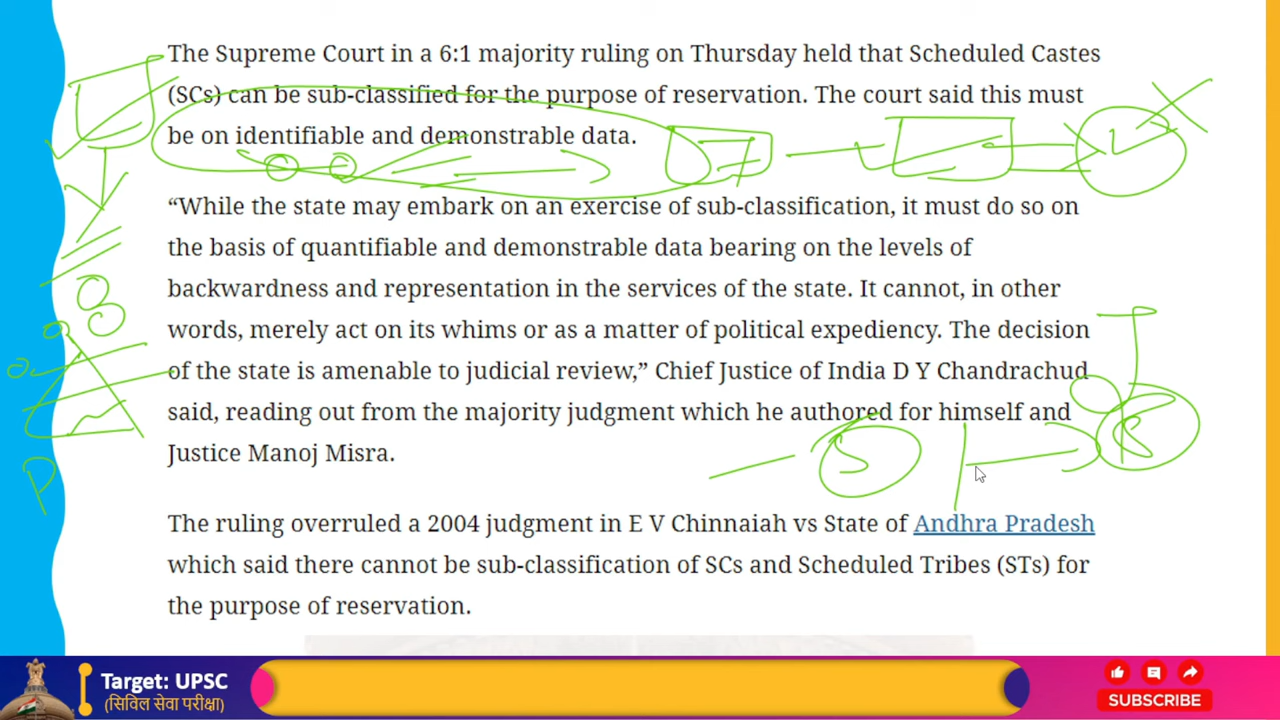 The Supreme Court in a 6:1 majority ruling on Thursday held that Scheduled Castes
(SCs) can be sub-classified for the purpose of reservation. The court said this must
be on identifiable and demonstrable data.
“While the state may embark on an exercise of sub-classification, it must do so on
the basis of quantifiable and demonstrable data bearing on the levels of
backwardness and representation in the services of the state. It cannot, in other
words, merely act on its whims or as a matter of political expediency. The decision
of the state is amenable to judicial review,” Chief Justice of India D Y Chandrachud
said, reading out from the majority judgment which he authored for himself and
Justice Manoj Misra.
The ruling overruled a 2004 judgment in E V Chinnaiah vs State of Andhra Pradesh
which said there cannot be sub-classification of SCs and Scheduled Tribes (STs) for
the purpose of reservation.
Target: UPSC
(सिविल सेवा परीक्षा)
SUBSCRIBE